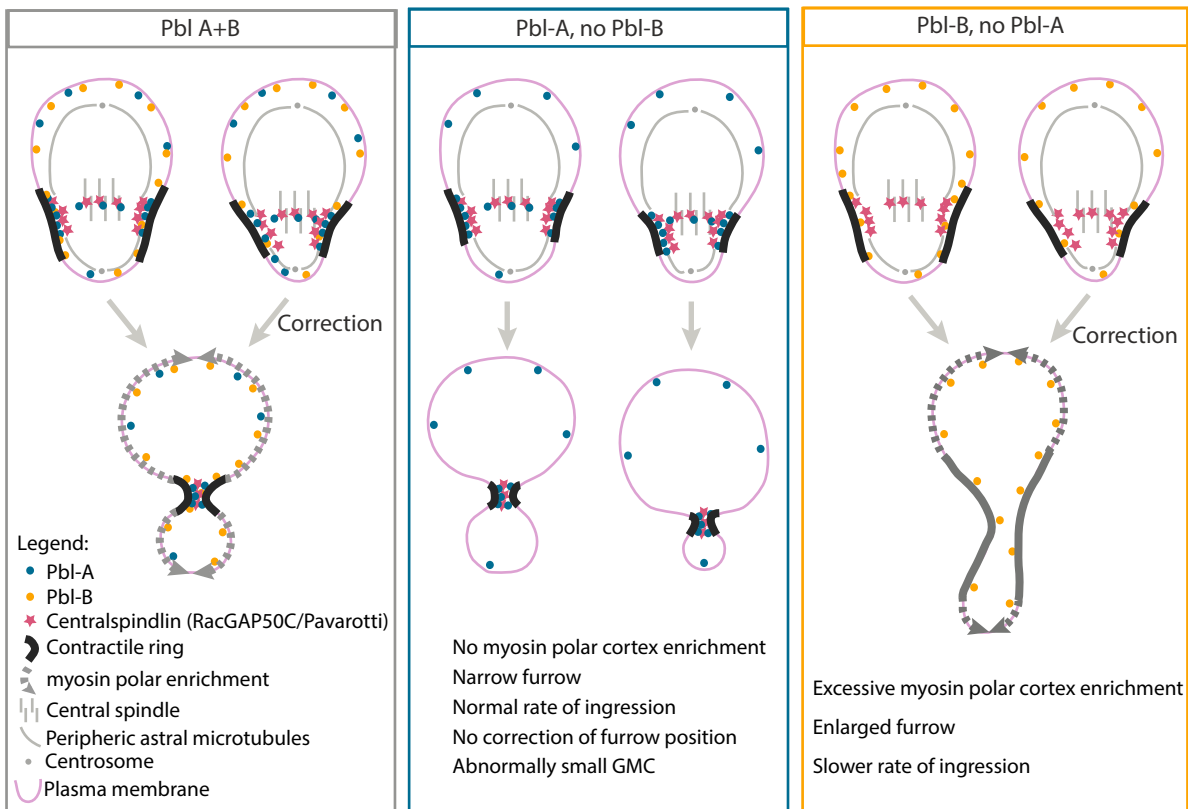 Pbl A+B
Correction
Legend:
Pbl-A
Pbl-B
Centralspindlin (RacGAP50C/Pavarotti)
Contractile ring
myosin polar enrichment
Central spindle
Peripheric astral microtubules
Centrosome
Plasma membrane
Pbl-A, no Pbl-B
No myosin polar cortex enrichment
Narrow furrow
Normal rate of ingression
No correction of furrow position
Abnormally small GMC
Pbl-B, no Pbl-A
Correction
Excessive myosin polar cortex enrichment
Enlarged furrow
Slower rate of ingression